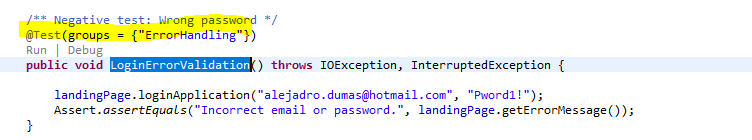 /** Negative test: Wrong password */
@Test(groups = {"ErrorHandling"})
Run | Debug
public void LoginErrorValidation() throws IOException, InterruptedException {
landingPage.loginApplication("alejadro.dumas@hotmail.com", "Pword1!");
Assert.assertEquals("Incorrect email or password.", landingPage.getErrorMessage());
}